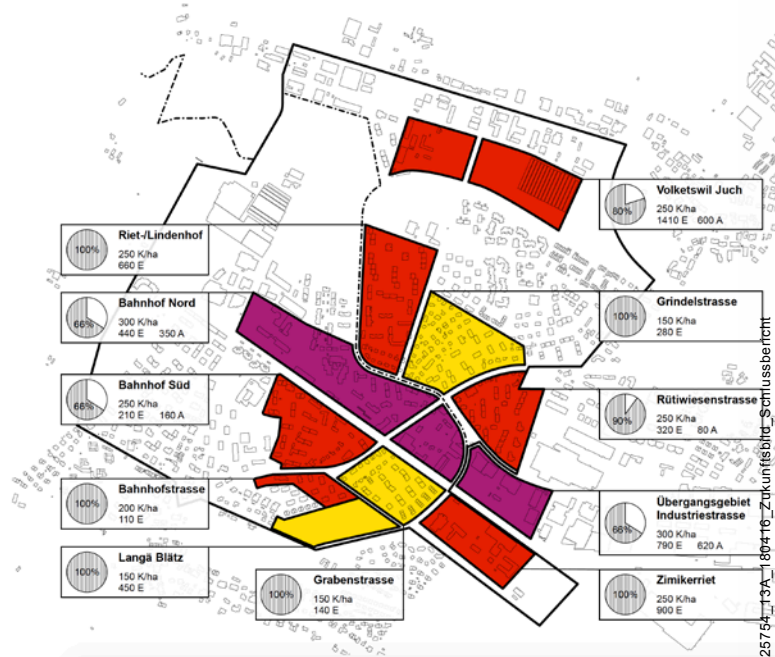 Volketswil Juch
80%
250 K/ha
1410 E 600 A
Riet-/Lindenhof
100%
250 K/ha
660 E
Bahnhof Nord
66%
300 K/ha
440 E 350 A
Grindelstrasse
100%
150 K/ha
280 E
Bahnhof Süd
66%
250 K/ha
210 E 160 A
Rütiwiesenstrasse
90%
250 K/ha
320 E 80 A
Bahnhofstrasse
100%
200 K/ha
110 E
Übergangsgebiet
Industriestrasse
66%
300 K/ha
790 E 620 A
Langä Blätz
100%
150 K/ha
450 E
Grabenstrasse
100%
150 K/ha
140 E
Zimikerriet
100%
250 K/ha
900 E
25754_13A_180416_Zukunftsbild_Schlussbericht